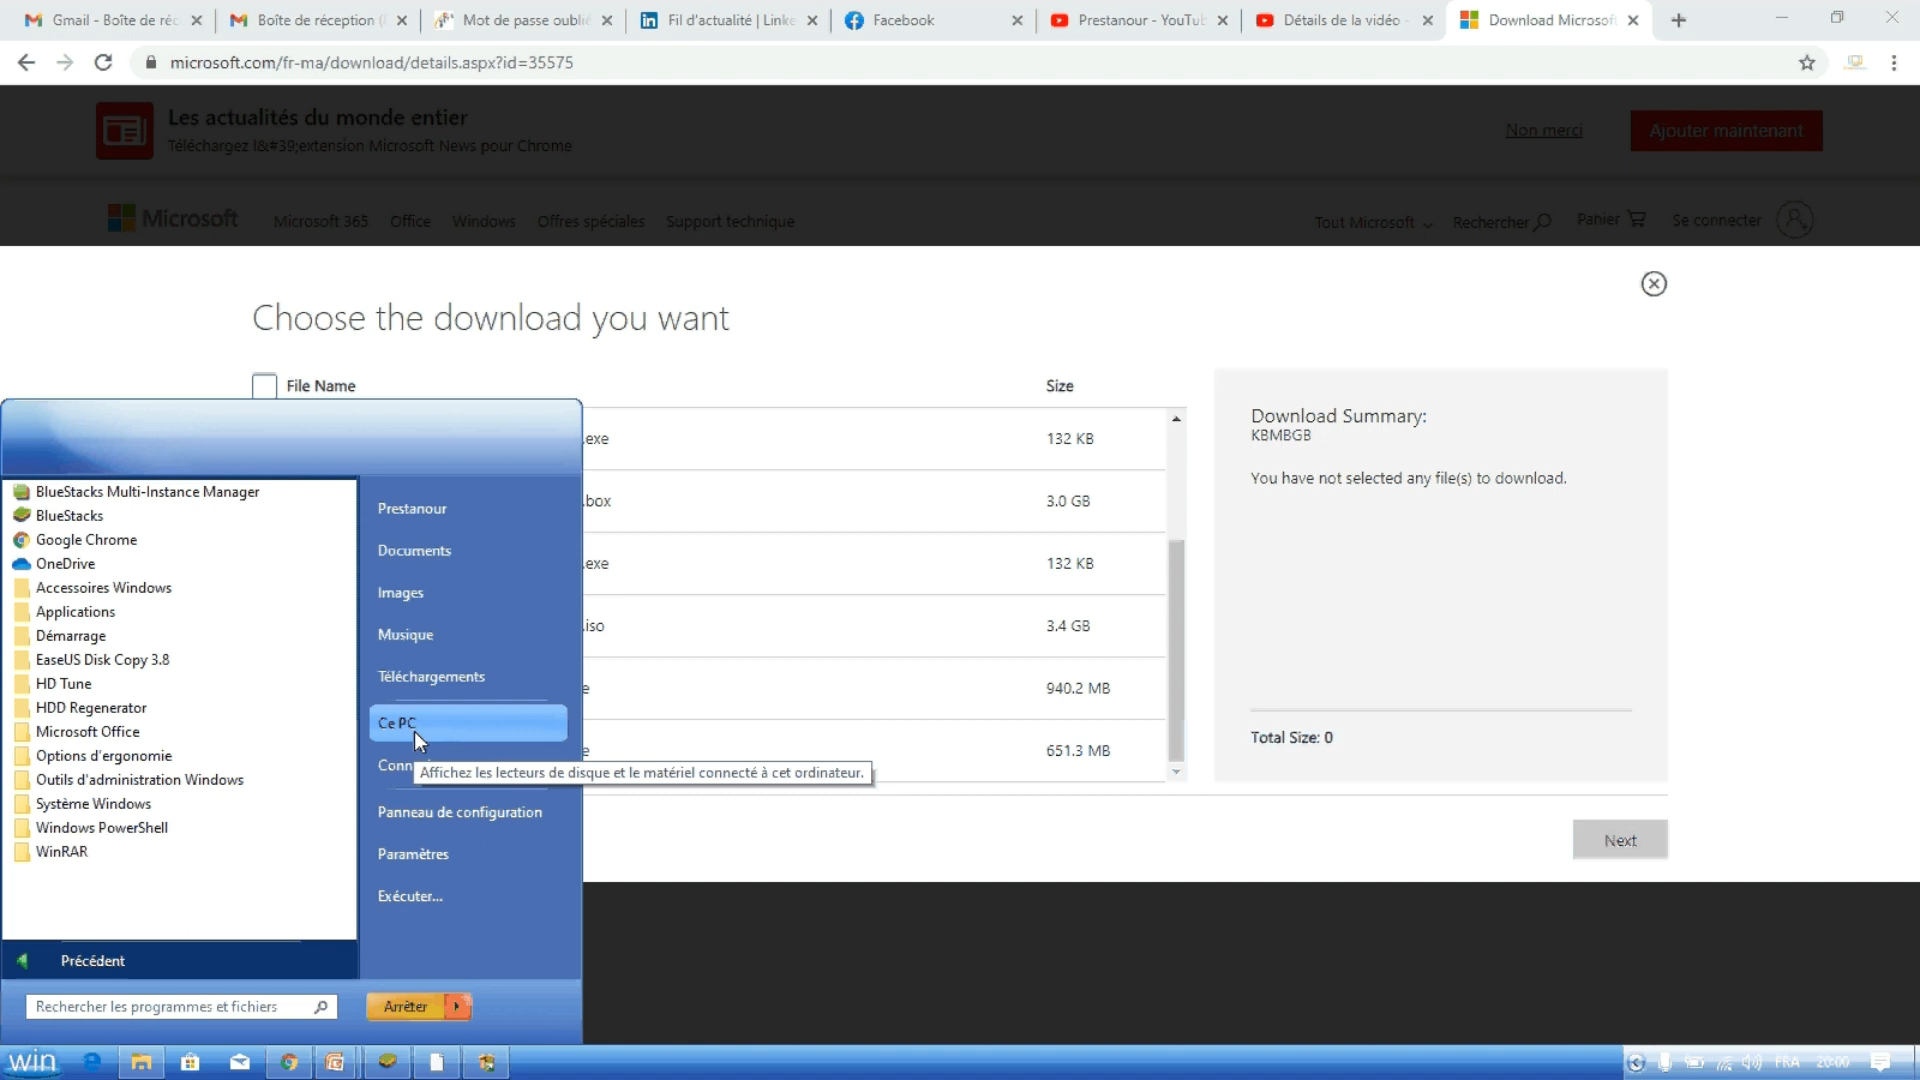 Gmail - Boîte de réc
Boîte de réception (
Mot de passe oublié
Fil d'actualité | Linke
Facebook
Prestanour - YouTub
Détails de la vidéo -
Download Microsoft
microsoft.com/fr-ma/download/details.aspx?id=35575
Les actualités du monde entier
Téléchargez l&#39;extension Microsoft News pour Chrome
Non merci
Ajouter maintenant
Microsoft
Microsoft 365
Office
Windows
Offres spéciales
Support technique
Tout Microsoft
Rechercher
Panier
Se connecter
Choose the download you want
File Name
Size
.exe
132 KB
.box
3.0 GB
.exe
132 KB
.iso
3.4 GB
e
940.2 MB
e
651.3 MB
Download Summary:
KBMBGB
You have not selected any file(s) to download.
Total Size: 0
Next
BlueStacks Multi-Instance Manager
BlueStacks
Google Chrome
OneDrive
Accessoires Windows
Applications
Démarrage
EaseUS Disk Copy 3.8
HD Tune
HDD Regenerator
Microsoft Office
Options d'ergonomie
Outils d'administration Windows
Système Windows
Windows PowerShell
WinRAR
Précédent
Rechercher les programmes et fichiers
Prestanour
Documents
Images
Musique
Téléchargements
Ce PC
Conn
Affichez les lecteurs de disque et le matériel connecté à cet ordinateur.
Panneau de configuration
Paramètres
Exécuter...
Arrêter
win
FRA
20:00